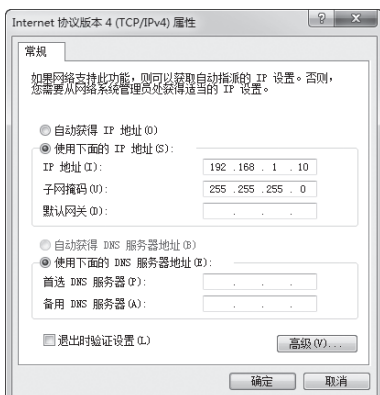 Internet 协议版本 4 (TCP/IPv4) 属性
常规
如果网络支持此功能，则可以获取自动指派的 IP 设置。否则，
您需要从网络系统管理员处获得适当的 IP 设置。
自动获得 IP 地址(O)
使用下面的 IP 地址(S):
IP 地址(I): 192 .168 . 1 . 10
子网掩码(U): 255 .255 .255 . 0
默认网关(D): . . .
自动获得 DNS 服务器地址(B)
使用下面的 DNS 服务器地址(E):
首选 DNS 服务器(P): . . .
备用 DNS 服务器(A): . . .
退出时验证设置(L)
高级(V)...
确定 取消